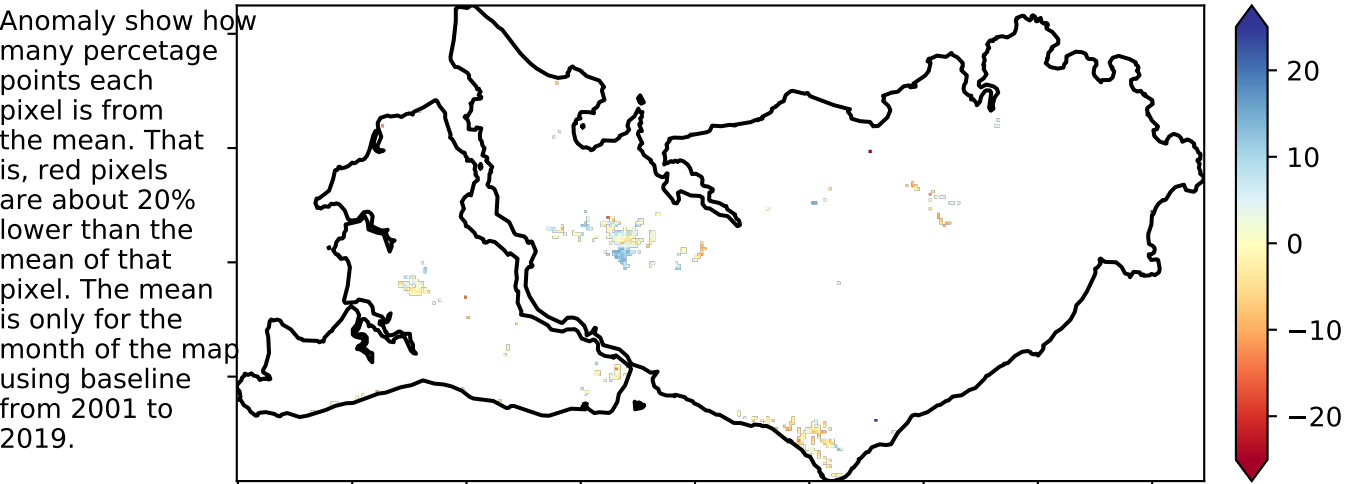 Anomaly show how
many percetage
points each
pixel is from
the mean. That
is, red pixels
are about 20%
lower than the
mean of that
pixel. The mean
is only for the
month of the map
using baseline
from 2001 to
2019.
20
10
0
−10
−20